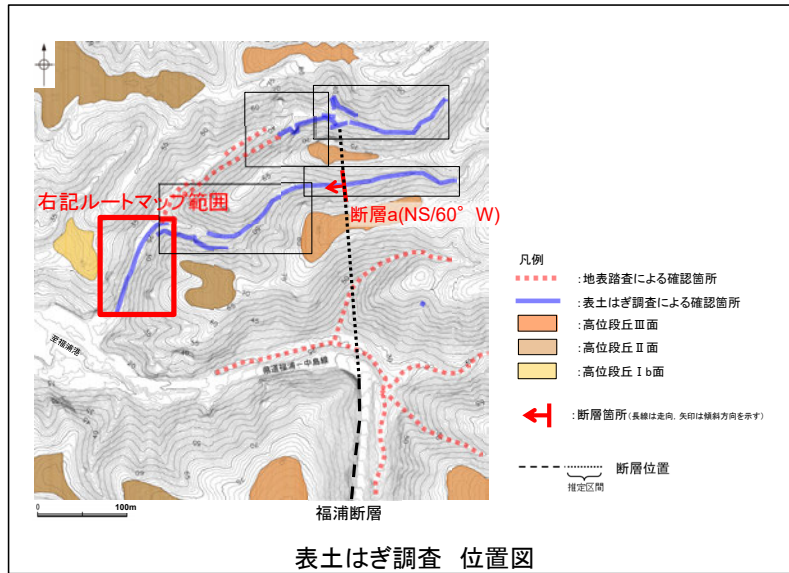 右記ルートマップ範囲
断層a(NS/60° W)
至福浦港
県道福浦ー中島線
0
100m
福浦断層
凡例
:地表踏査による確認箇所
:表土はぎ調査による確認箇所
:高位段丘Ⅲ面
:高位段丘Ⅱ面
:高位段丘Ⅰb面
:断層箇所(長線は走向,矢印は傾斜方向を示す)
断層位置
推定区間
表土はぎ調査 位置図